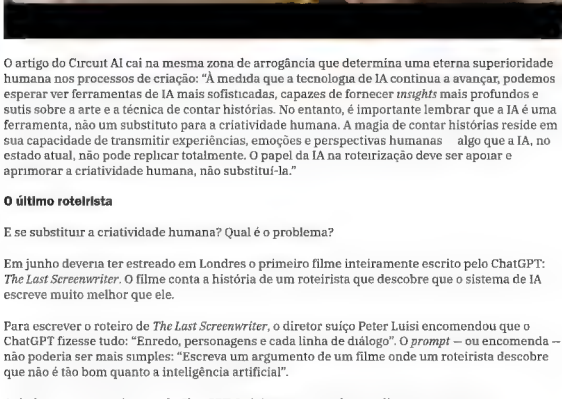 O artigo do Circuit AI cai na mesma zona de arrogância que determina uma eterna superioridade
humana nos processos de criação: “À medida que a tecnologia de IA continua a avançar, podemos
esperar ver ferramentas de IA mais sofisticadas, capazes de fornecer insights mais profundos e
sutis sobre a arte e a técnica de contar histórias. No entanto, é importante lembrar que a IA é uma
ferramenta, não um substituto para a criatividade humana. A magia de contar histórias reside em
sua capacidade de transmitir experiências, emoções e perspectivas humanas algo que a IA, no
estado atual, não pode replicar totalmente. O papel da IA na roteirização deve ser apoiar e
aprimorar a criatividade humana, não substituí-la.”
O último roteirista
E se substituir a criatividade humana? Qual é o problema?
Em junho deveria ter estreado em Londres o primeiro filme inteiramente escrito pelo ChatGPT:
The Last Screenwriter. O filme conta a história de um roteirista que descobre que o sistema de IA
escreve muito melhor que ele.
Para escrever o roteiro de The Last Screenwriter, o diretor suíço Peter Luisi encomendou que o
ChatGPT fizesse tudo: “Enredo, personagens e cada linha de diálogo”. O prompt — ou encomenda —
não poderia ser mais simples: “Escreva um argumento de um filme onde um roteirista descobre
que não é tão bom quanto a inteligência artificial”.